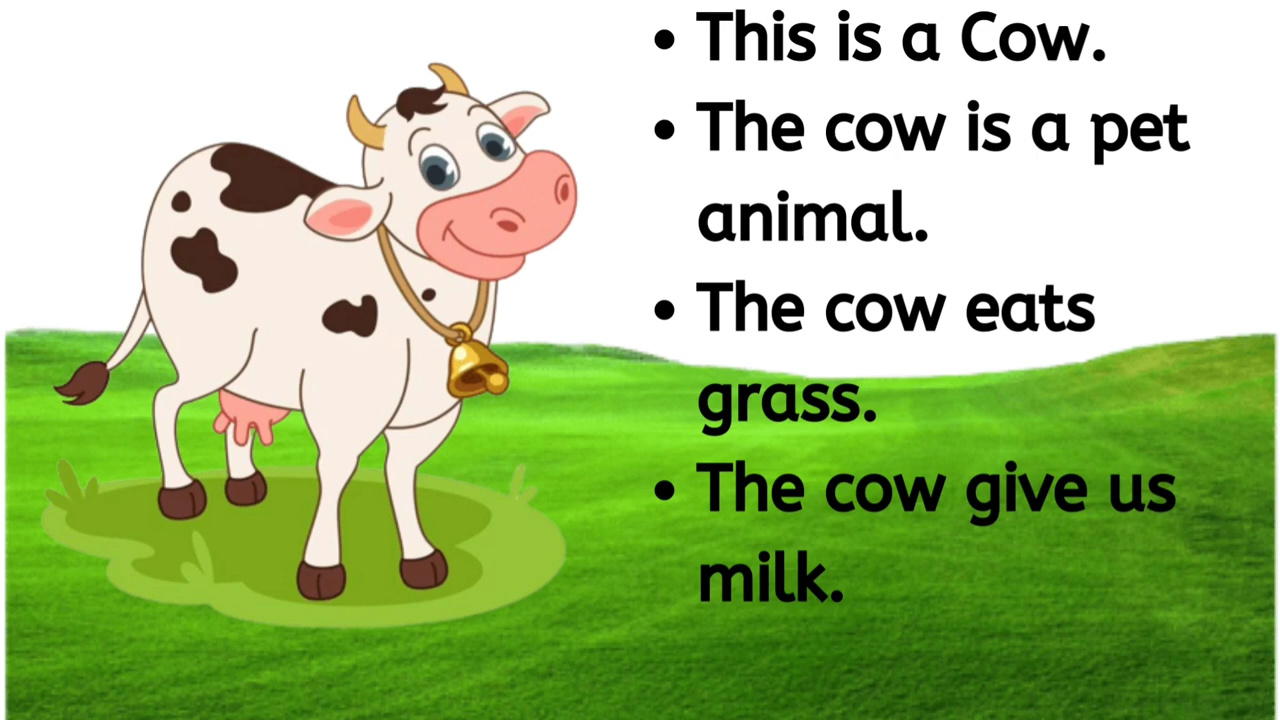 • This is a Cow.
• The cow is a pet
animal.
• The cow eats
grass.
• The cow give us
milk.